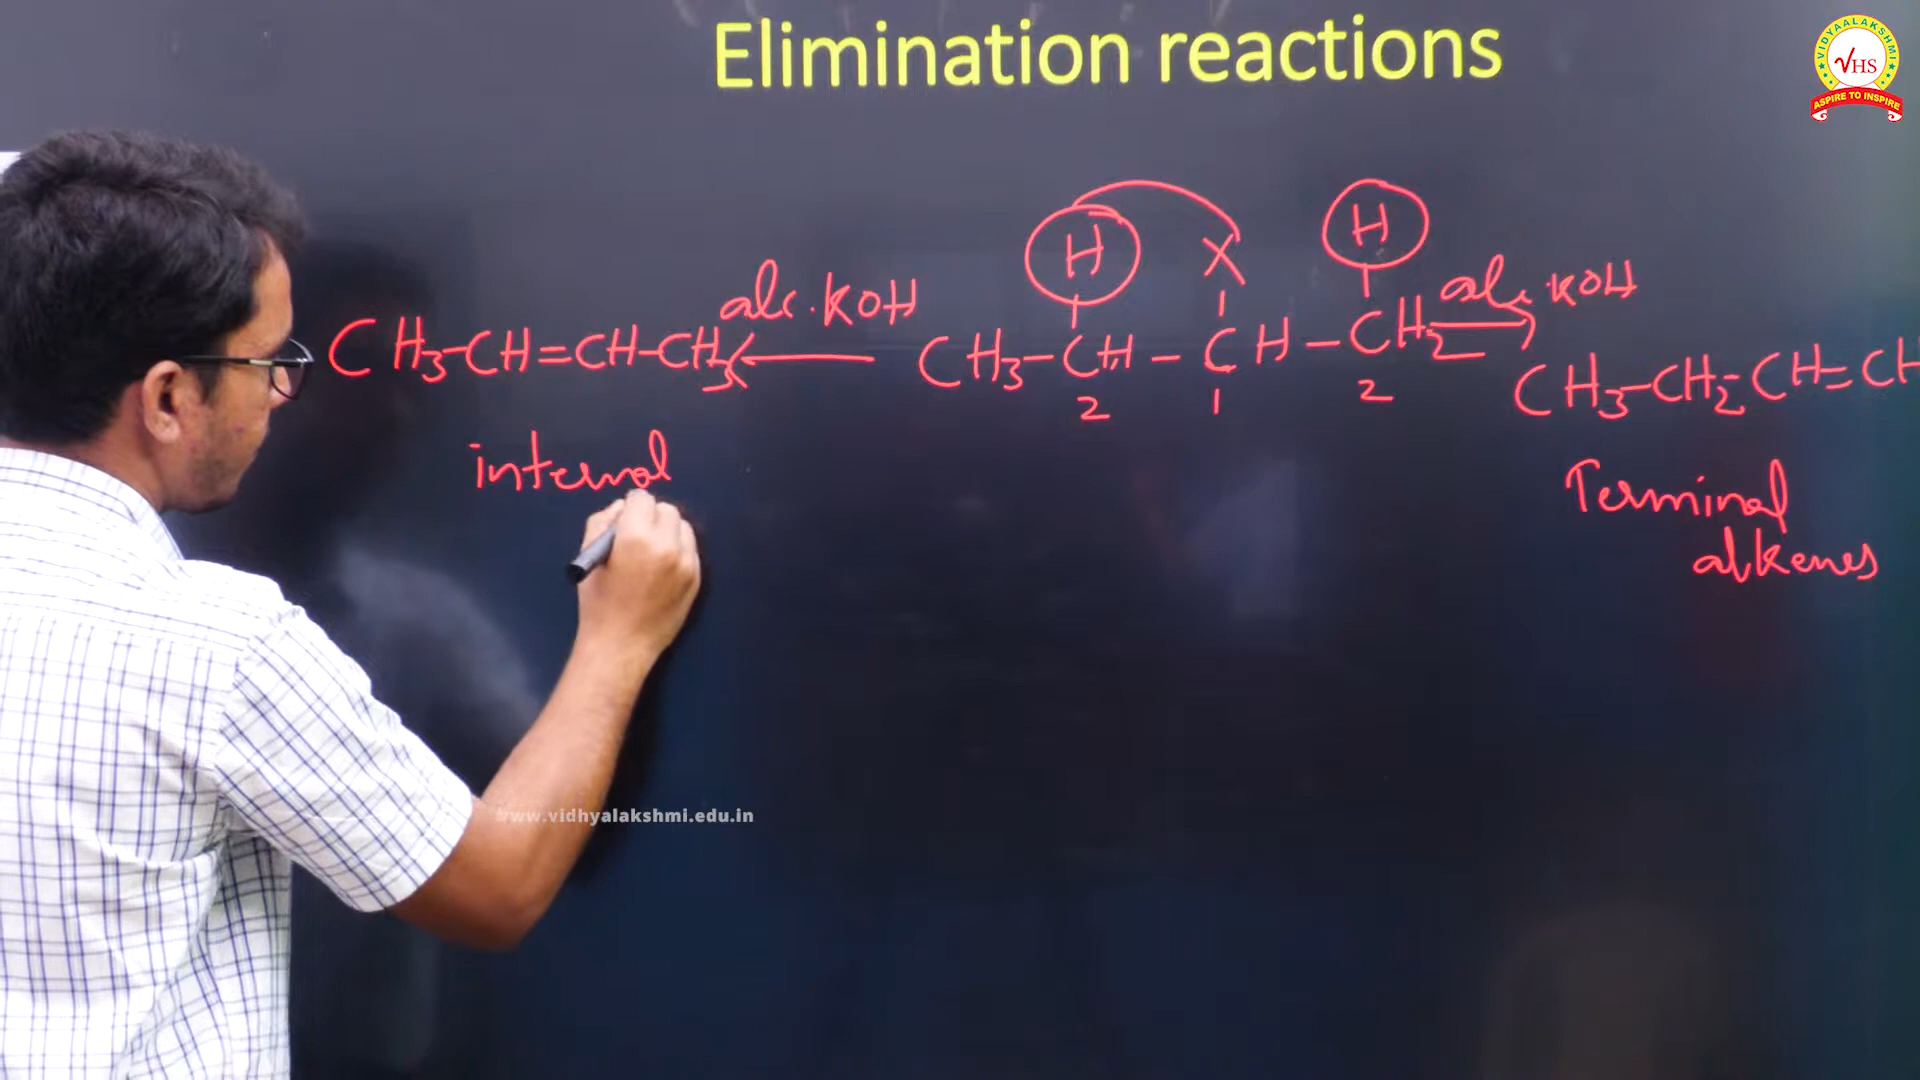 Elimination reactions
VIDYAALAKSHMI
VHS
ASPIRE TO INSPIRE
H X H
alc. KOH
alc. KOH
CH3-CH=CH-CH3
CH3-CH-CH-CH2
2 1 2
CH3-CH2-CH=CH
internal
Terminal
alkenes
www.vidhyalakshmi.edu.in